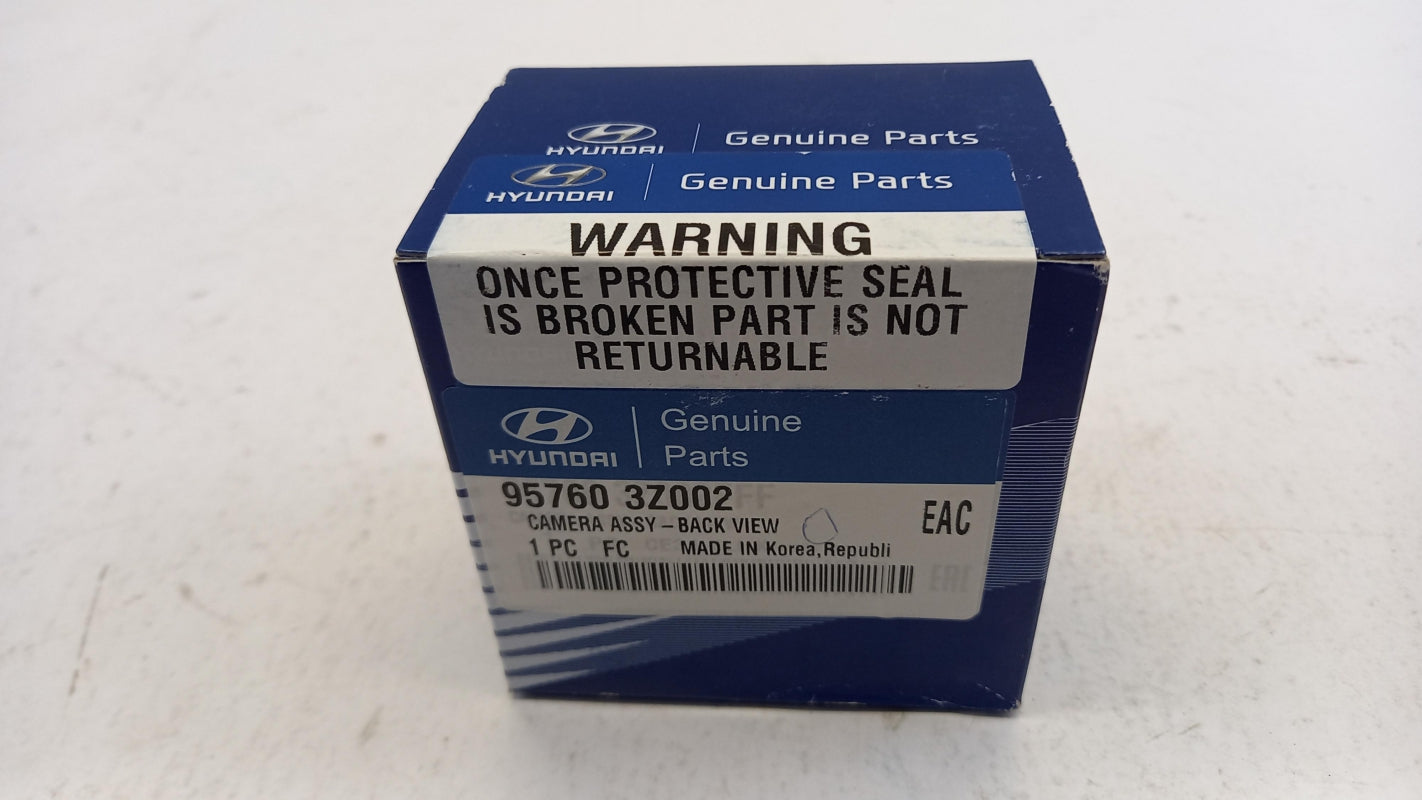 HYUNDAI Genuine Parts
HYUNDAI Genuine Parts
WARNING
ONCE PROTECTIVE SEAL
IS BROKEN PART IS NOT
RETURNABLE
HYUNDAI
Genuine
Parts
95760 3Z002
CAMERA ASSY-BACK VIEW
EAC
1 PC FC MADE IN Korea,Republi